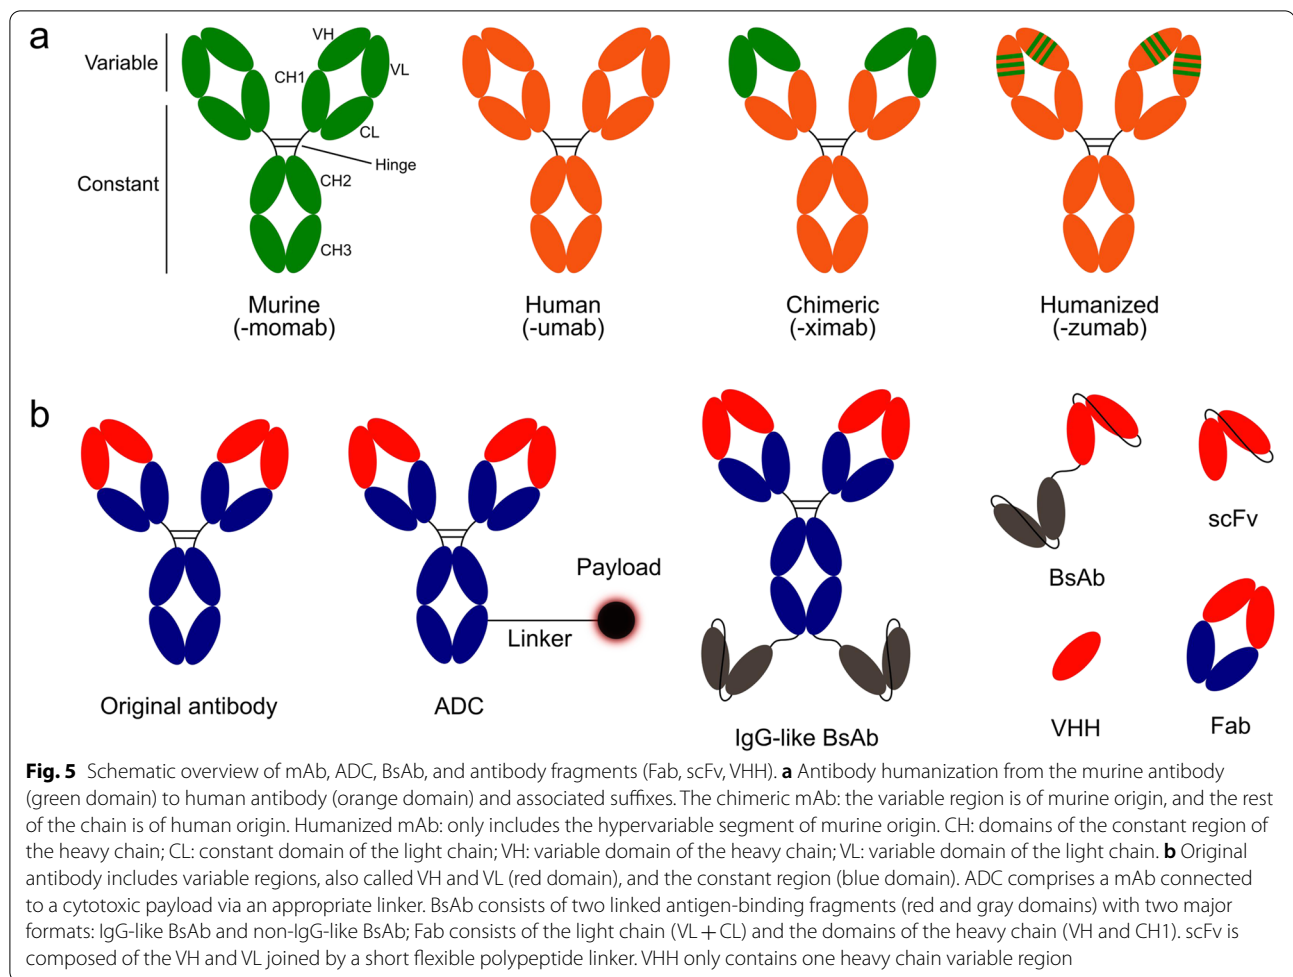 a
Variable
Constant
VH
VL
CH1
CL
Hinge
CH2
CH3
Murine
(-momab)
Human
(-umab)
Chimeric
(-ximab)
Humanized
(-zumab)
b
Original antibody
ADC
Linker
Payload
IgG-like BsAb
BsAb
scFv
VHH
Fab
Fig. 5 Schematic overview of mAb, ADC, BsAb, and antibody fragments (Fab, scFv, VHH). a Antibody humanization from the murine antibody
(green domain) to human antibody (orange domain) and associated suffixes. The chimeric mAb: the variable region is of murine origin, and the rest
of the chain is of human origin. Humanized mAb: only includes the hypervariable segment of murine origin. CH: domains of the constant region of
the heavy chain; CL: constant domain of the light chain; VH: variable domain of the heavy chain; VL: variable domain of the light chain. b Original
antibody includes variable regions, also called VH and VL (red domain), and the constant region (blue domain). ADC comprises a mAb connected
to a cytotoxic payload via an appropriate linker. BsAb consists of two linked antigen-binding fragments (red and gray domains) with two major
formats: IgG-like BsAb and non-IgG-like BsAb; Fab consists of the light chain (VL + CL) and the domains of the heavy chain (VH and CH1). scFv is
composed of the VH and VL joined by a short flexible polypeptide linker. VHH only contains one heavy chain variable region